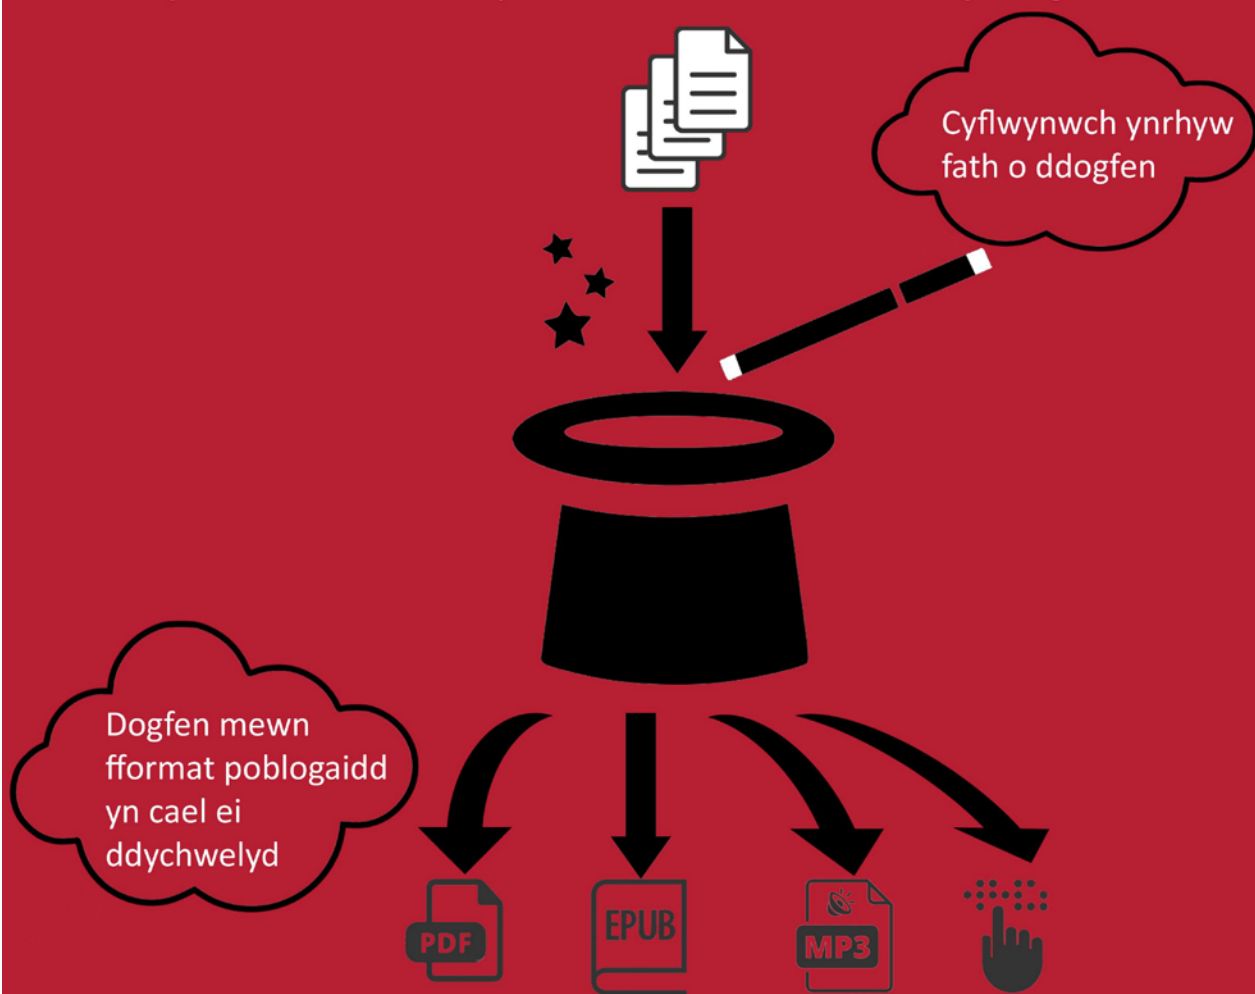 Cyflwynwch ynrhyw
fath o ddogfen
Dogfen mewn
fformat poblogaidd
yn cael ei
ddychwelyd
PDF
EPUB
MP3